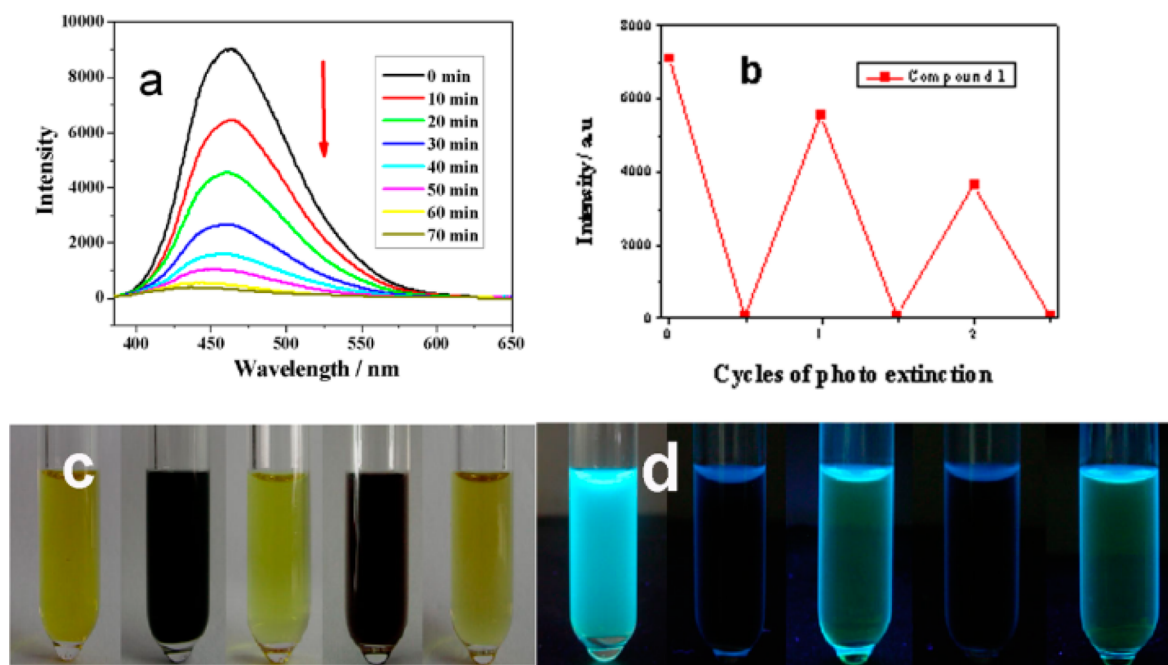 a
10000
8000
6000
4000
2000
0
Intensity
0 min
10 min
20 min
30 min
40 min
50 min
60 min
70 min
400
450
500
550
600
650
Wavelength / nm
b
8000
6000
4000
2000
0
Intensity / a.u
Compound 1
0
1
2
Cycles of photo extinction
c
d